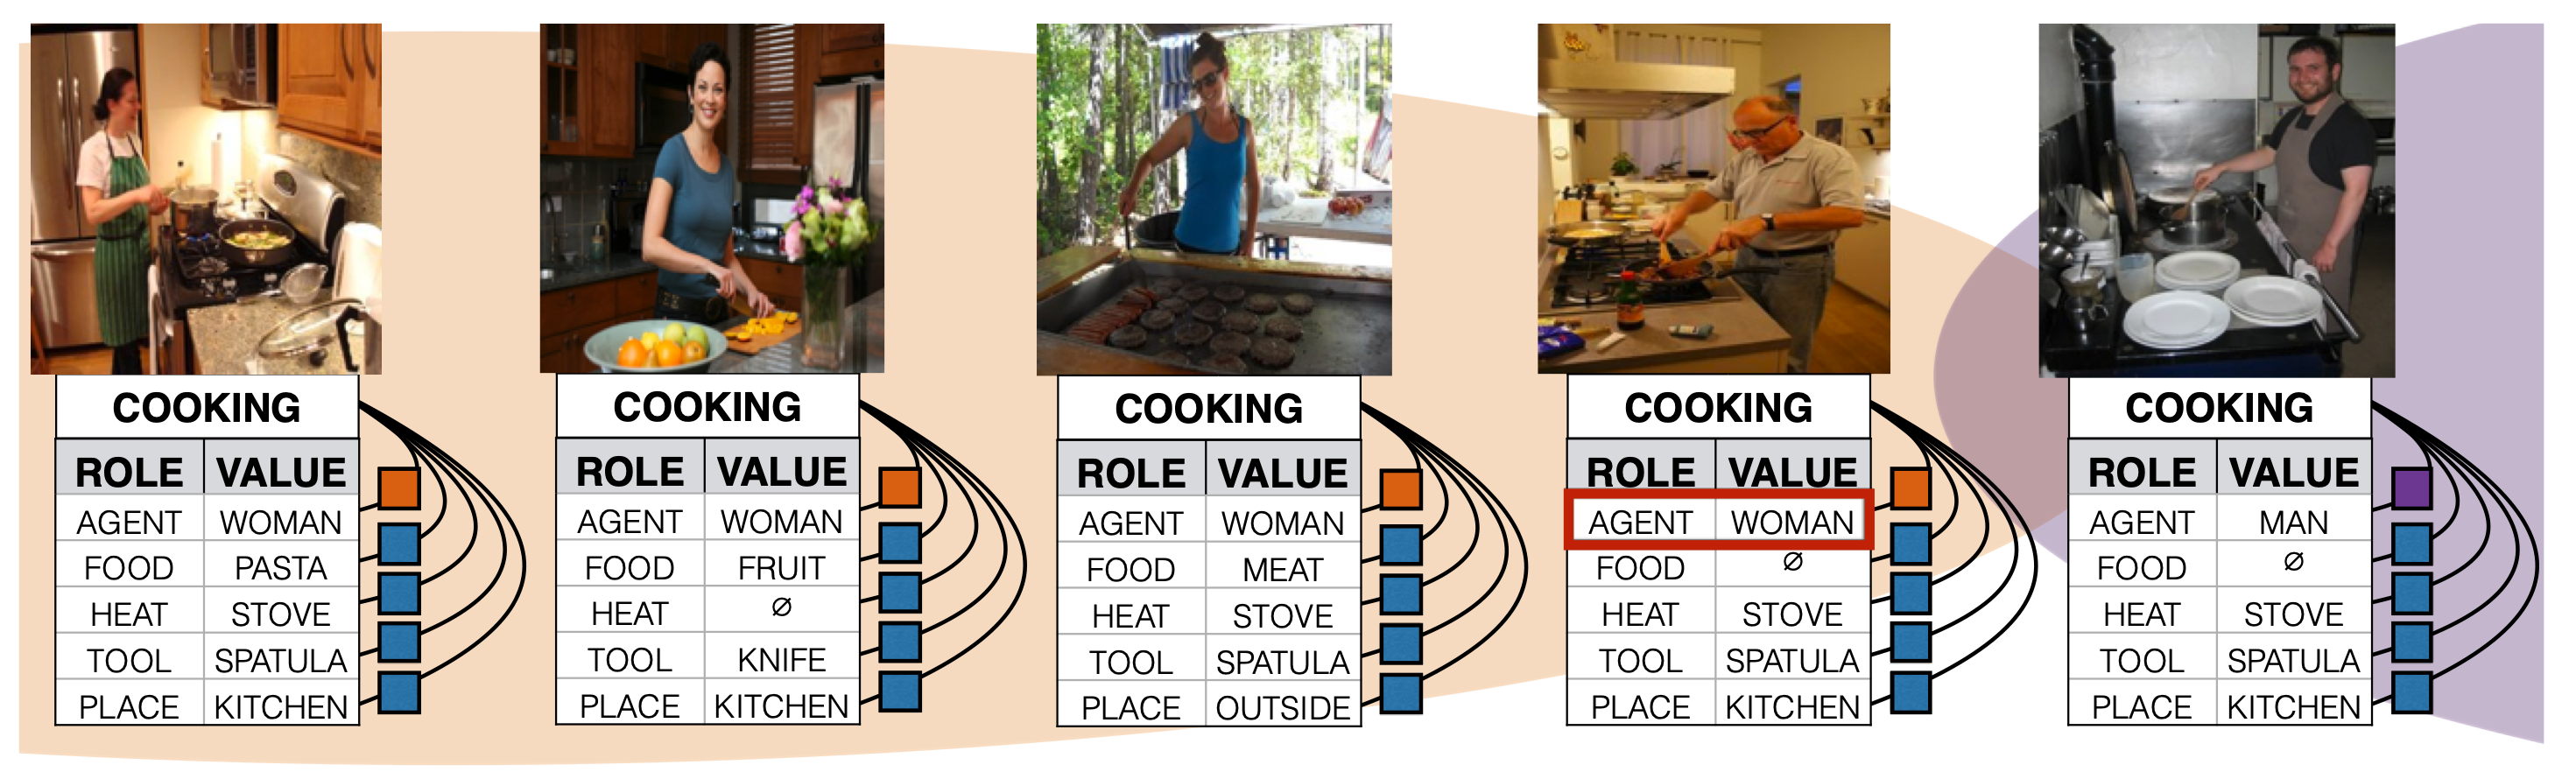 COOKING
ROLE VALUE
AGENT WOMAN
FOOD PASTA
HEAT STOVE
TOOL SPATULA
PLACE KITCHEN
COOKING
ROLE VALUE
AGENT WOMAN
FOOD FRUIT
HEAT ∅
TOOL KNIFE
PLACE KITCHEN
COOKING
ROLE VALUE
AGENT WOMAN
FOOD MEAT
HEAT STOVE
TOOL SPATULA
PLACE OUTSIDE
COOKING
ROLE VALUE
AGENT WOMAN
FOOD ∅
HEAT STOVE
TOOL SPATULA
PLACE KITCHEN
COOKING
ROLE VALUE
AGENT MAN
FOOD ∅
HEAT STOVE
TOOL SPATULA
PLACE KITCHEN